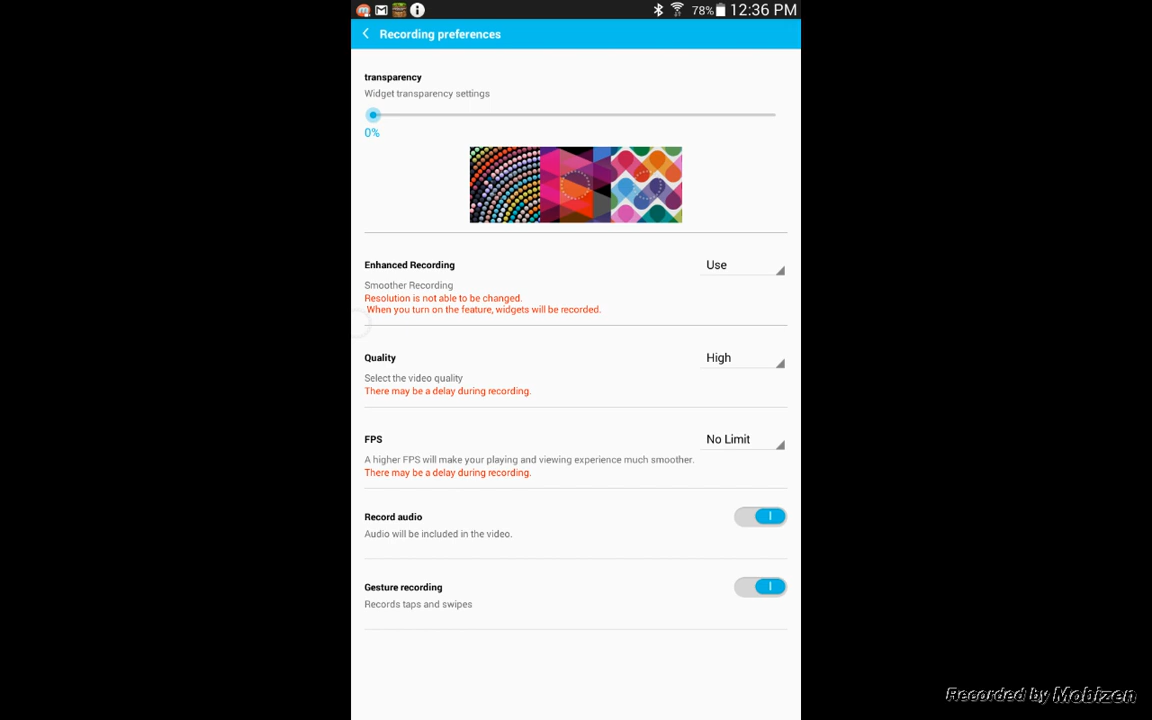 78% 12:36 PM
Recording preferences
transparency
Widget transparency settings
0%
Enhanced Recording
Use
Smoother Recording
Resolution is not able to be changed.
When you turn on the feature, widgets will be recorded.
Quality
High
Select the video quality
There may be a delay during recording.
FPS
No Limit
A higher FPS will make your playing and viewing experience much smoother.
There may be a delay during recording.
Record audio
Audio will be included in the video.
Gesture recording
Records taps and swipes
Recorded by Mobizen